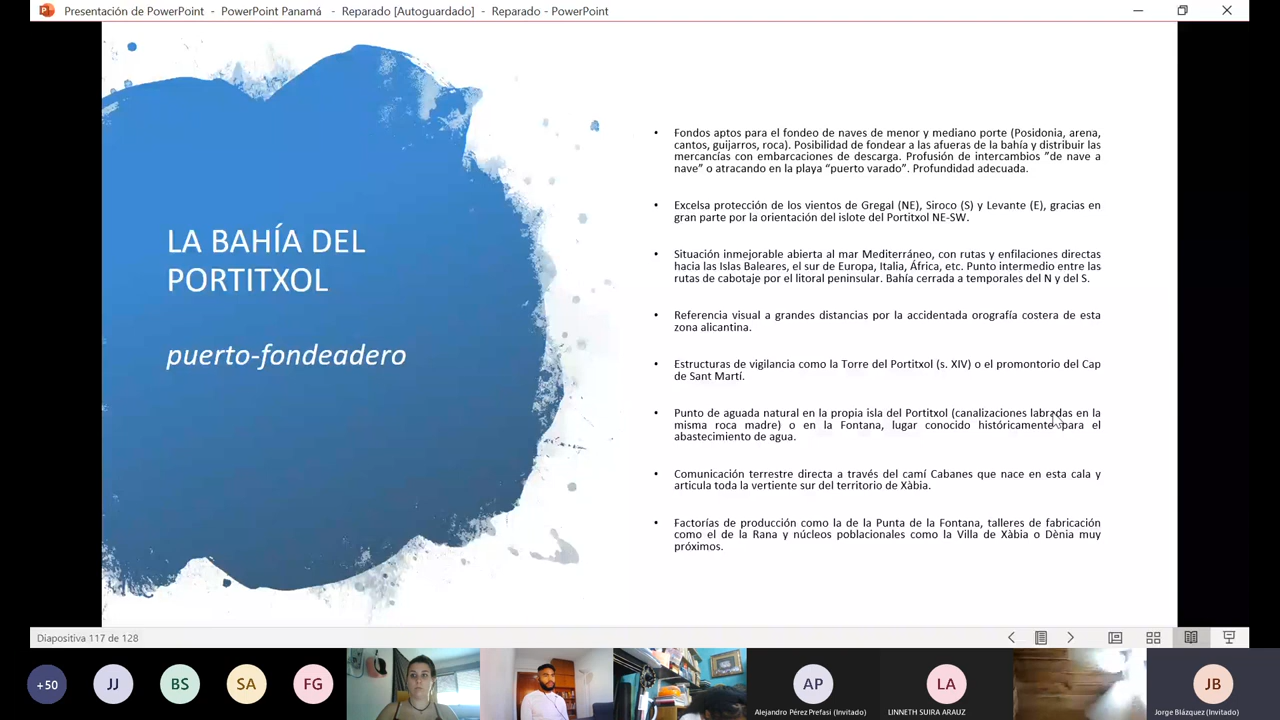 Presentación de PowerPoint - PowerPoint Panamá - Reparado [Autoguardado] - Reparado - PowerPoint
LA BAHÍA DEL
PORTITXOL
puerto-fondeadero
• Fondos aptos para el fondeo de naves de menor y mediano porte (Posidonia, arena,
cantos, guijarros, roca). Posibilidad de fondear a las afueras de la bahía y distribuir las
mercancías con embarcaciones de descarga. Profusión de intercambios "de nave a
nave" o atracando en la playa "puerto varado". Profundidad adecuada.
• Excelsa protección de los vientos de Gregal (NE), Siroco (S) y Levante (E), gracias en
gran parte por la orientación del islote del Portitxol NE-SW.
• Situación inmejorable abierta al mar Mediterráneo, con rutas y enfilaciones directas
hacia las Islas Baleares, el sur de Europa, Italia, África, etc. Punto intermedio entre las
rutas de cabotaje por el litoral peninsular. Bahía cerrada a temporales del N y del S.
• Referencia visual a grandes distancias por la accidentada orografía costera de esta
zona alicantina.
• Estructuras de vigilancia como la Torre del Portitxol (s. XIV) o el promontorio del Cap
de Sant Martí.
• Punto de aguada natural en la propia isla del Portitxol (canalizaciones labradas en la
misma roca madre) o en la Fontana, lugar conocido históricamente para el
abastecimiento de agua.
• Comunicación terrestre directa a través del camí Cabanes que nace en esta cala y
articula toda la vertiente sur del territorio de Xàbia.
• Factorías de producción como la de la Punta de la Fontana, talleres de fabricación
como el de la Rana y núcleos poblacionales como la Villa de Xàbia o Dènia muy
próximos.
Diapositiva 117 de 128
+50
JJ
BS
SA
FG
AP
LA
JB
Alejandro Pérez Prefasi (Invitado)
LINNETH SUIRA ARAUZ
Jorge Blázquez (Invitado)